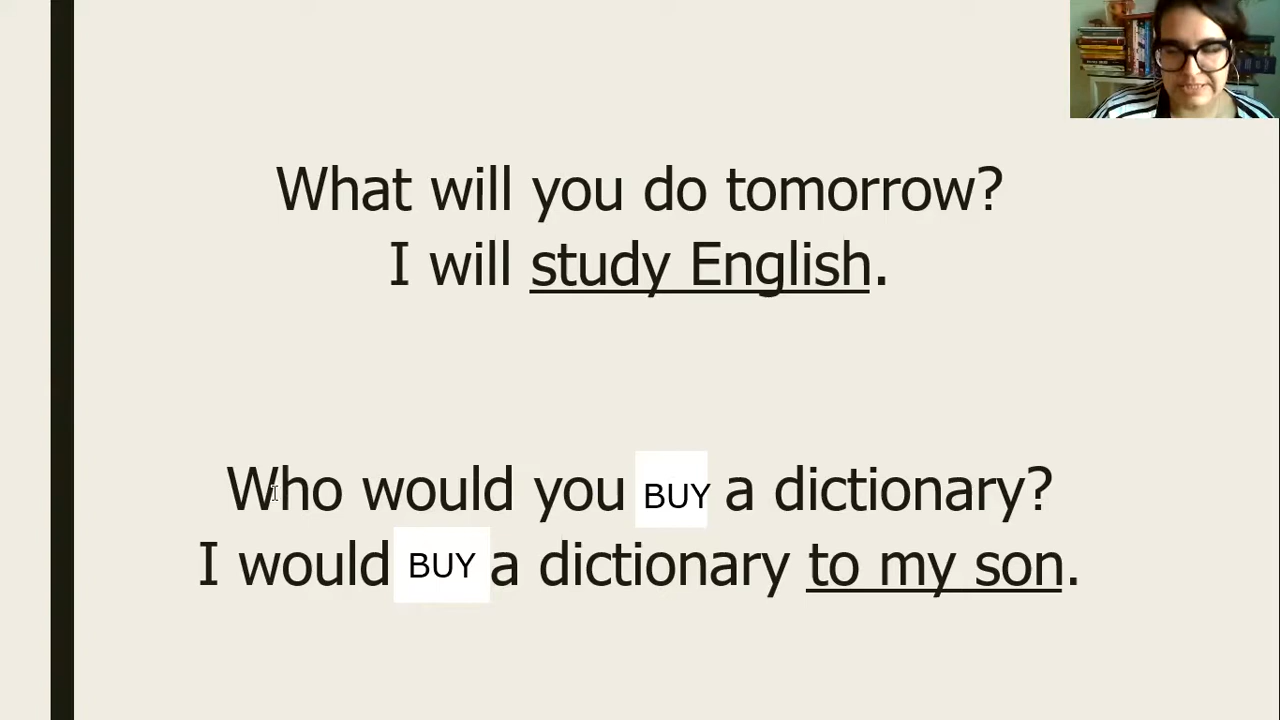 What will you do tomorrow?
I will study English.
Who would you BUY a dictionary?
I would BUY a dictionary to my son.